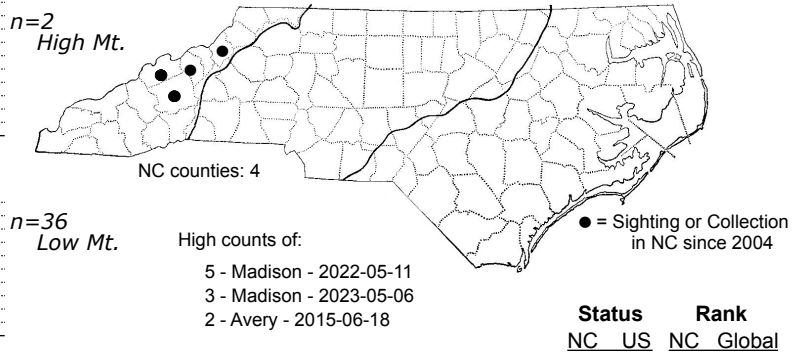 n=2
High Mt.
NC counties: 4
n=36
Low Mt.
High counts of:
5 - Madison - 2022-05-11
3 - Madison - 2023-05-06
2 - Avery - 2015-06-18
● = Sighting or Collection
in NC since 2004
Status Rank
NC US NC Global